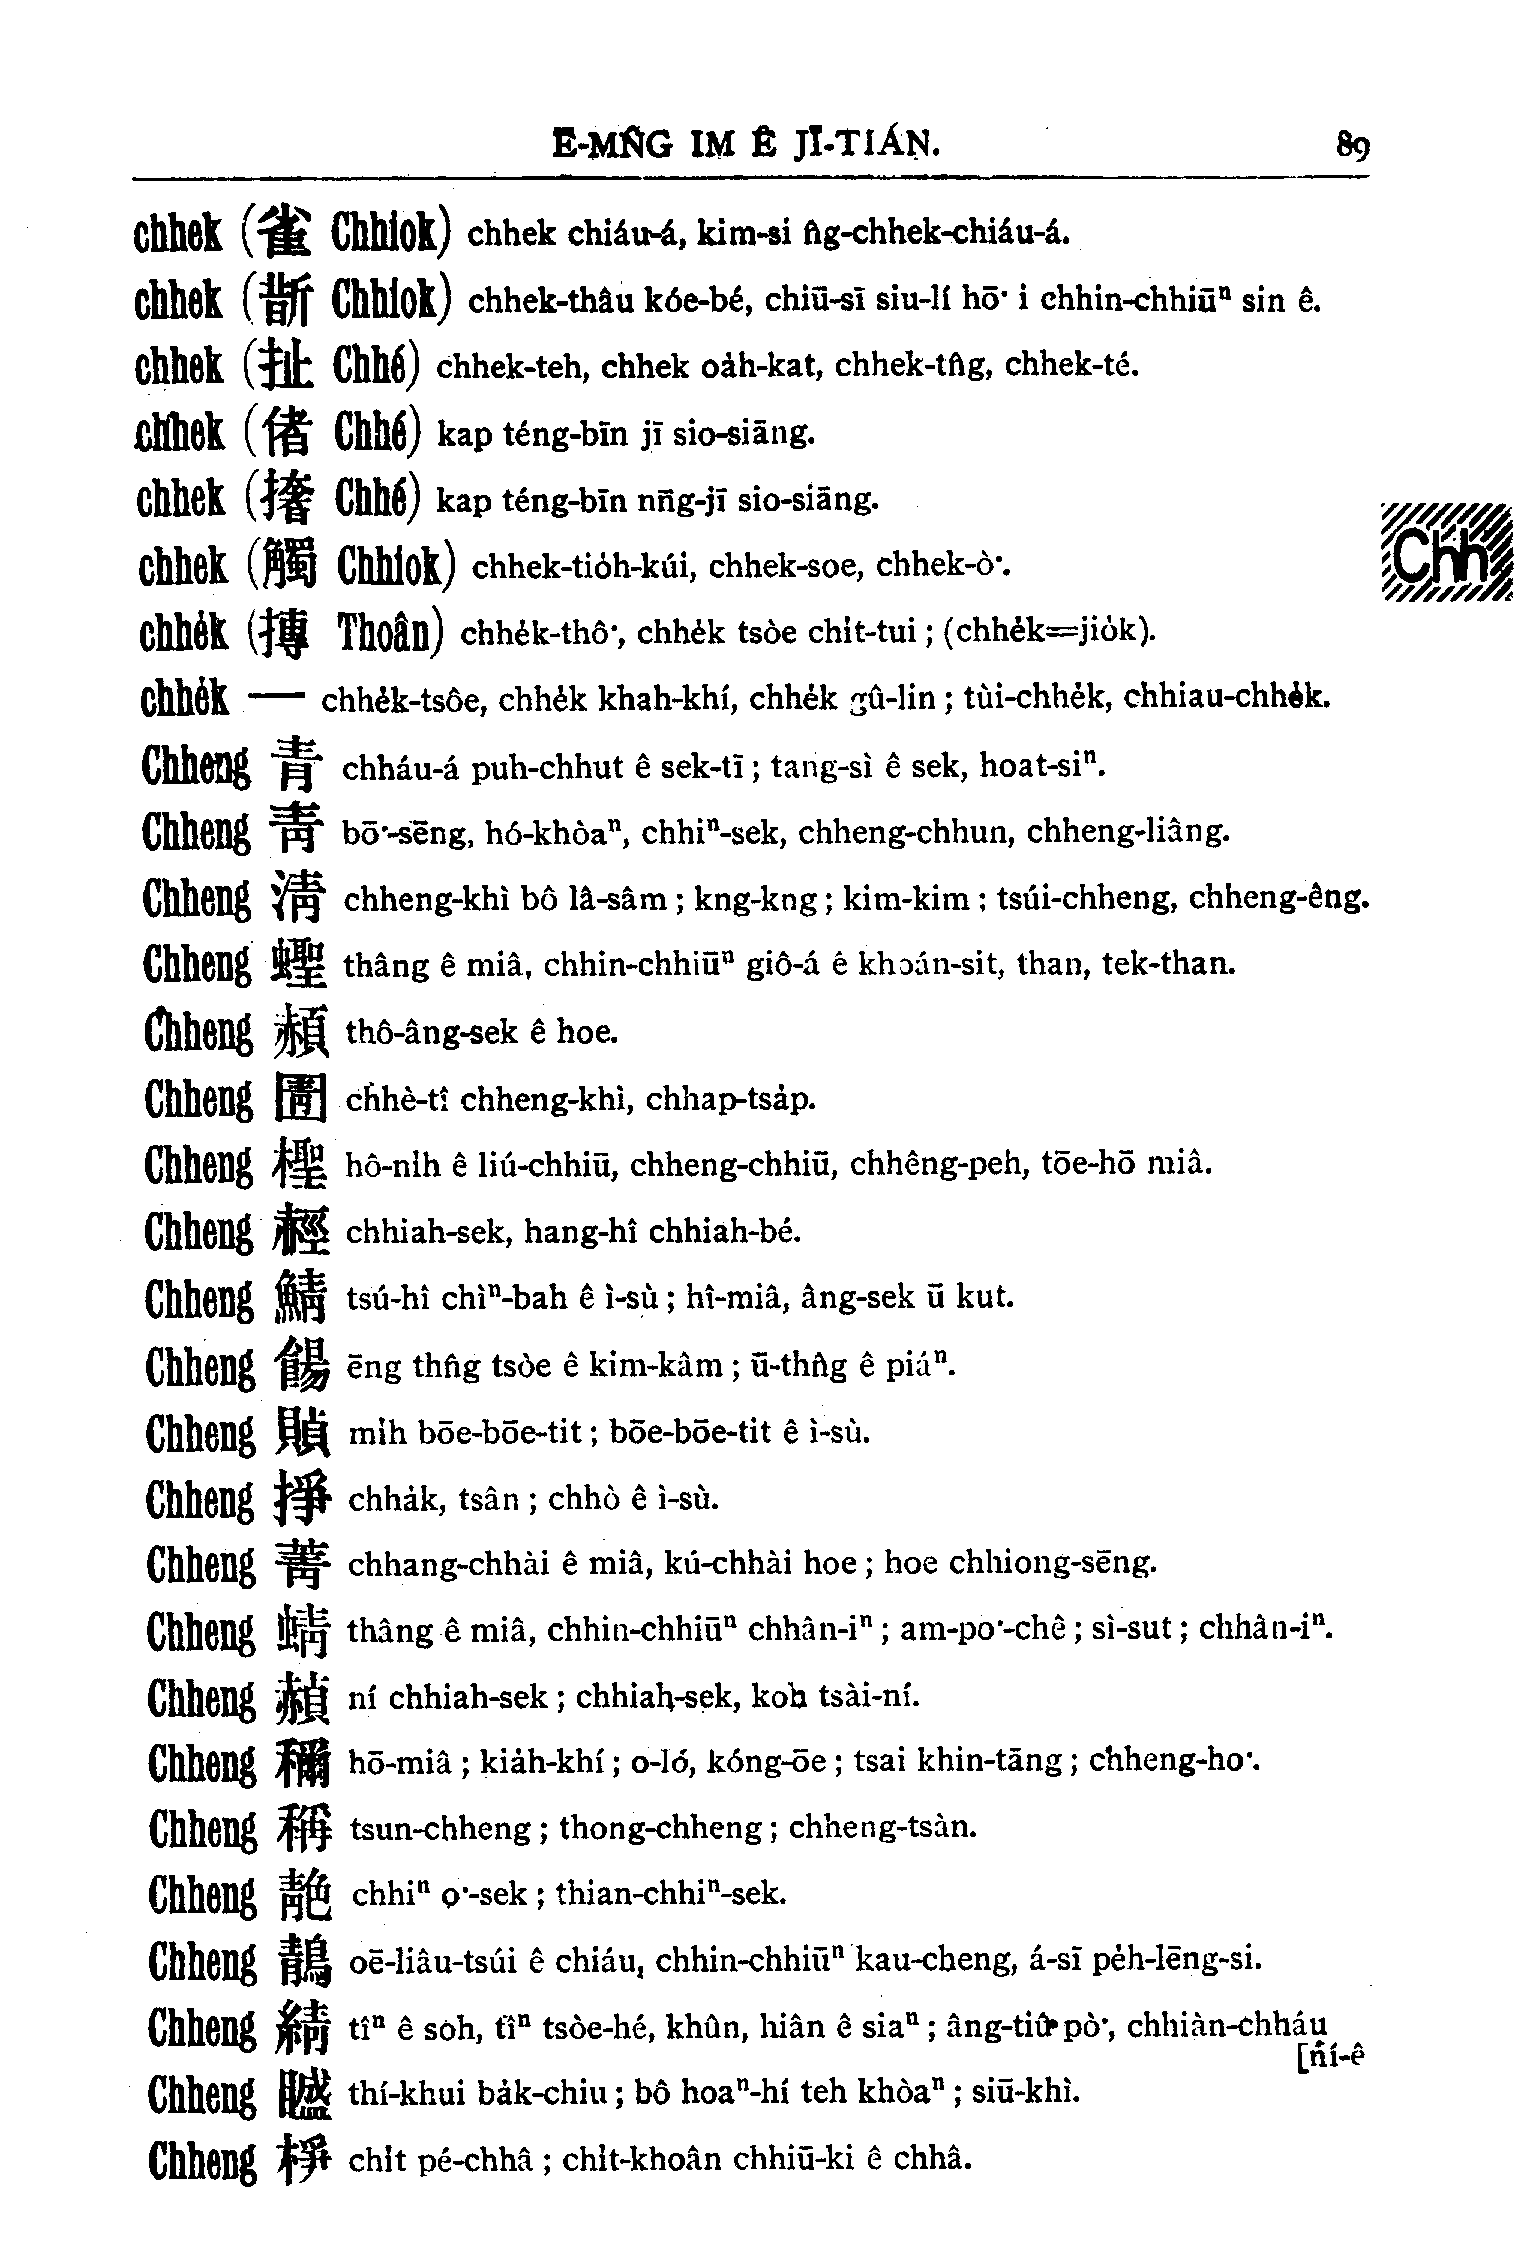 Ē-MN̂G IM Ê JĪ-TIÁN. 89
chhek (雀 Chhiok) chhek chiáu-á, kim-si n̂g-chhek-chiáu-á.
chhek (斮 Chhiok) chhek-thâu kóe-bé, chiū-sī siu-lí hō͘ i chhin-chhiūⁿ sin ê.
chhek (扯 Chhé) chhek-teh, chhek oa̍h-kat, chhek-tn̂g, chhek-té.
chhek (偖 Chhé) kap téng-bīn jī sio-siāng.
chhek (撦 Chhé) kap téng-bīn nn̄g-jī sio-siāng.
chhek (觸 Chhiok) chhek-tio̍h-kúi, chhek-soe, chhek-ò͘.
chhe̍k (摶 Thoân) chhe̍k-thô͘, chhe̍k tsòe chi̍t-tui ; (chhe̍k=jio̍k).
chhe̍k — chhe̍k-tsôe, chhe̍k khah-khí, chhe̍k gû-lin ; tùi-chhe̍k, chhiau-chhe̍k.
Chh
Chheng 青 chháu-á puh-chhut ê sek-tī ; tang-sì ê sek, hoat-siⁿ.
Chheng 靑 bō͘-sēng, hó-khòaⁿ, chhiⁿ-sek, chheng-chhun, chheng-liâng.
Chheng 淸 chheng-khì bô lâ-sâm ; kng-kng ; kim-kim ; tsúi-chheng, chheng-êng.
Chheng 蟶 thâng ê miâ, chhin-chhiūⁿ giô-á ê khoán-sit, than, tek-than.
Chheng 䞓 thô-âng-sek ê hoe.
Chheng 圊 chhè-tî chheng-khì, chhap-tsa̍p.
Chheng 檉 hô-ni̍h ê liú-chhiū, chheng-chhiū, chhêng-peh, tōe-hō miâ.
Chheng 經 chhiah-sek, hang-hî chhiah-bé.
Chheng 鯖 tsú-hî chìⁿ-bah ê ì-sù ; hî-miâ, âng-sek ū kut.
Chheng 餳 ēng thn̂g tsòe ê kim-kâm ; ū-thn̂g ê piáⁿ.
Chheng 賏 mi̍h bōe-bōe-tit ; bōe-bōe-tit ê ì-sù.
Chheng 掙 chha̍k, tsân ; chhò ê ì-sù.
Chheng 菁 chhang-chhài ê miâ, kú-chhài hoe ; hoe chhiong-sēng.
Chheng 蜻 thâng ê miâ, chhin-chhiūⁿ chhân-iⁿ ; am-po͘-chê ; sì-sut ; chhân-iⁿ.
Chheng 赬 ní chhiah-sek ; chhiah-sek, koh tsài-ní.
Chheng 穪 hō-miâ ; kia̍h-khí ; o-ló, kóng-ōe ; tsai khin-tāng ; chheng-ho͘.
Chheng 稱 tsun-chheng ; thong-chheng ; chheng-tsàn.
Chheng 靘 chhiⁿ o͘-sek ; thian-chhiⁿ-sek.
Chheng 鶄 oē-liâu-tsúi ê chiáu, chhin-chhiūⁿ kau-cheng, á-sī pe̍h-lēng-si.
Chheng 綪 tîⁿ ê soh, tîⁿ tsòe-hé, khûn, hiân ê siaⁿ ; âng-tiû pò͘, chhiàn-chháu
[ní-ê
Chheng thí-khui ba̍k-chiu ; bô hoaⁿ-hí teh khòaⁿ ; siū-khì.
Chheng 棦 chi̍t pé-chhâ ; chi̍t-khoân chhiū-ki ê chhâ.